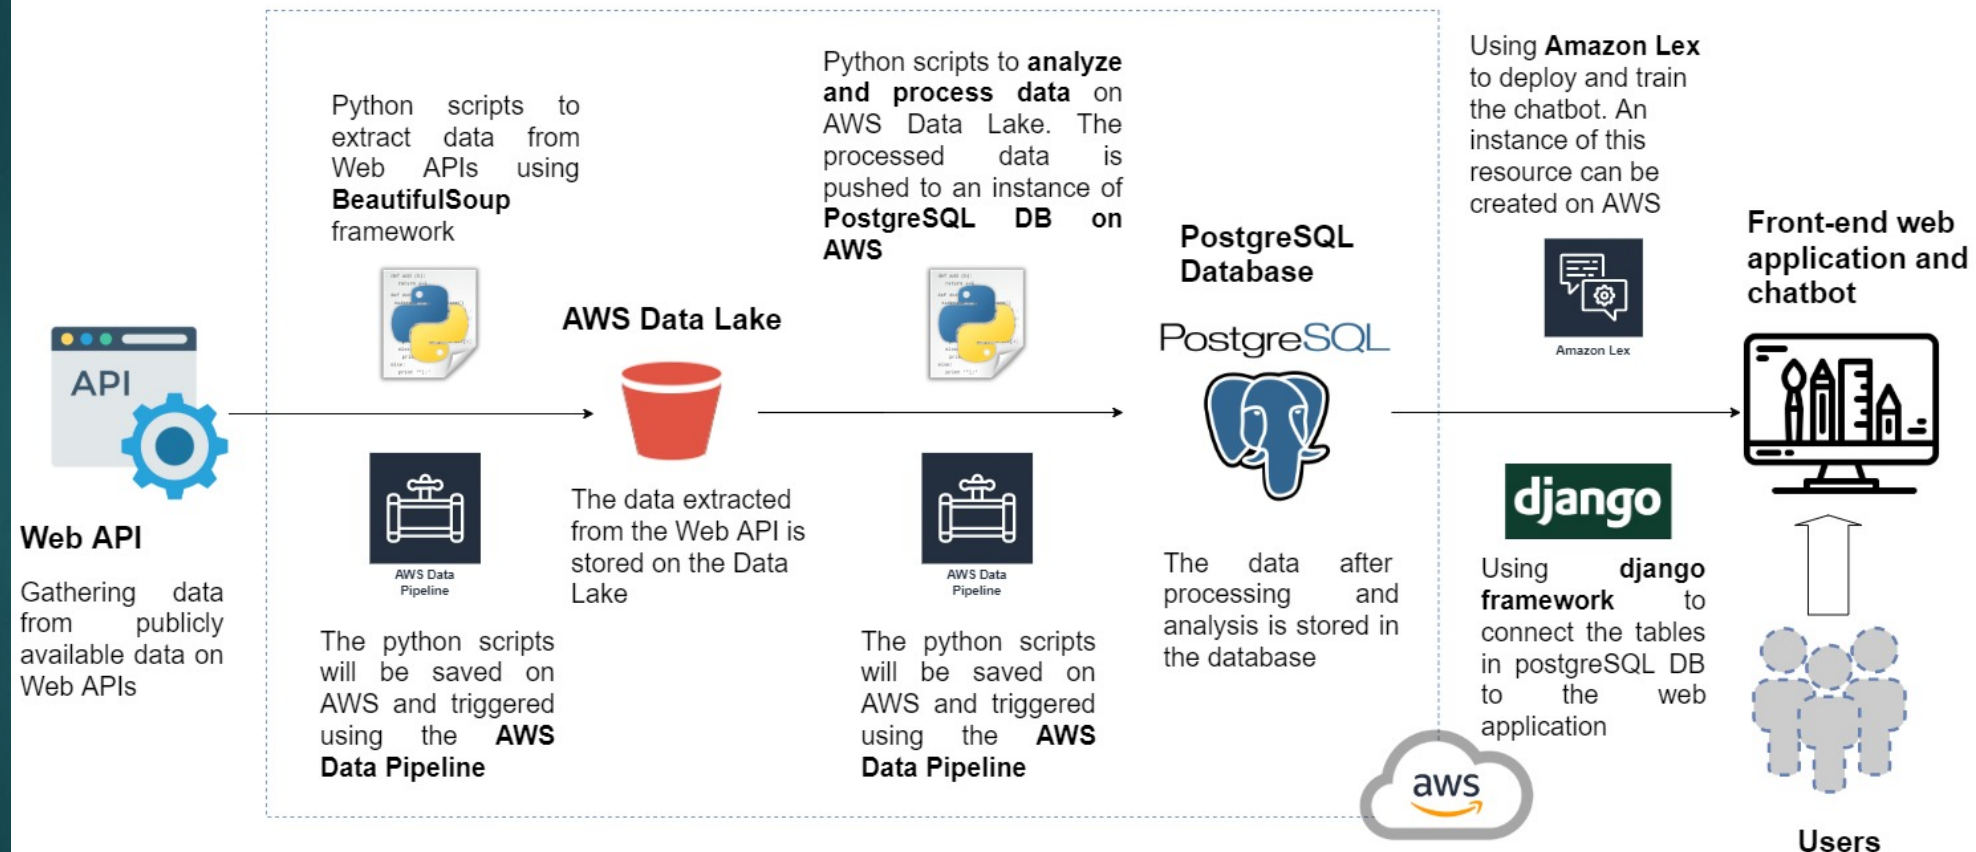 Python scripts to
extract data from
Web APIs using
BeautifulSoup
framework
Python scripts to analyze
and process data on
AWS Data Lake. The
processed data is
pushed to an instance of
PostgreSQL DB on
AWS
Using Amazon Lex
to deploy and train
the chatbot. An
instance of this
resource can be
created on AWS
Amazon Lex
Front-end web
application and
chatbot
PostgreSQL
Database
PostgreSQL
AWS Data Lake
API
Web API
Gathering data
from publicly
available data on
Web APIs
AWS Data
Pipeline
The python scripts
will be saved on
AWS and triggered
using the AWS
Data Pipeline
The data extracted
from the Web API is
stored on the Data
Lake
AWS Data
Pipeline
The python scripts
will be saved on
AWS and triggered
using the AWS
Data Pipeline
The data after
processing and
analysis is stored in
the database
django
Using django
framework to
connect the tables
in postgreSQL DB
to the web
application
aws
Users